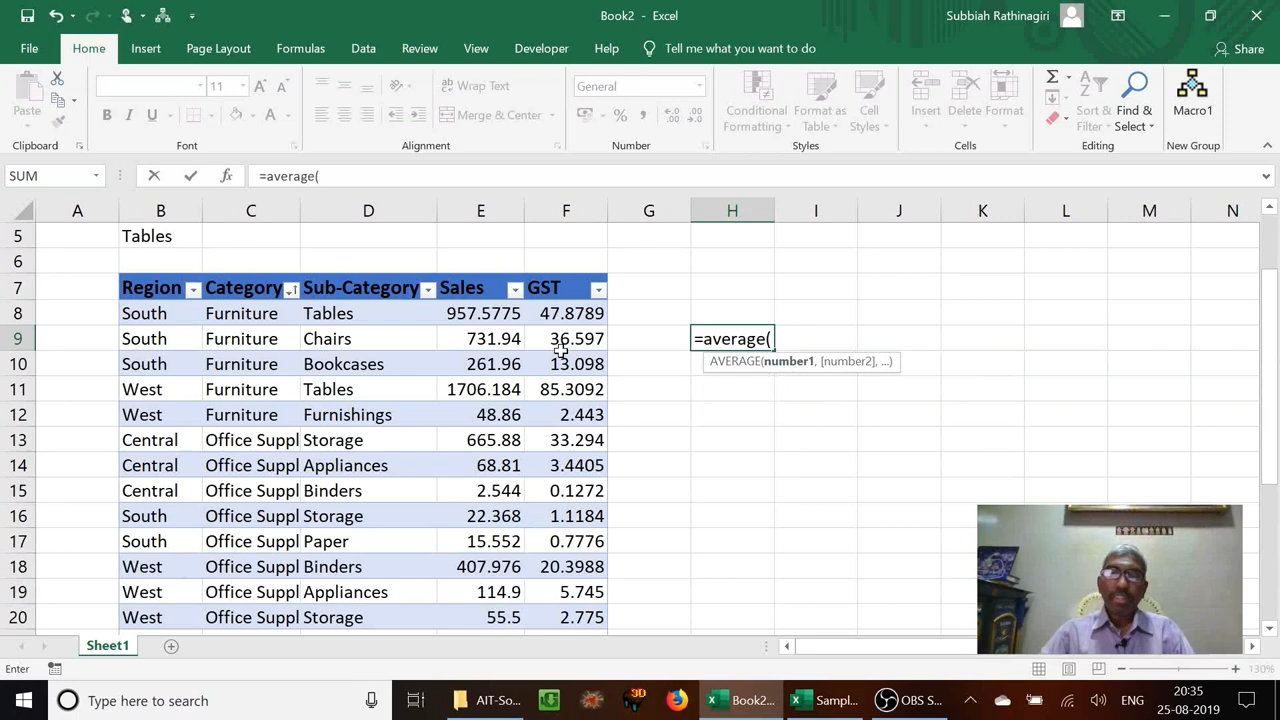 Book2 - Excel
Subbiah Rathinagiri
File Home Insert Page Layout Formulas Data Review View Developer Help Tell me what you want to do Share
Paste
Clipboard
11
B I U A
Font
Wrap Text
Merge & Center
Alignment
General
Number
Conditional Formatting
Format as Table
Cell Styles
Styles
Insert Delete Format
Cells
Sort & Filter
Find & Select
Editing
Macro1
New Group
SUM =average(
A B C D E F G H I J K L M N
5 Tables
6
7 Region Category Sub-Category Sales GST
8 South Furniture Tables 957.5775 47.8789
9 South Furniture Chairs 731.94 36.597 =average(
10 South Furniture Bookcases 261.96 13.098 AVERAGE(number1, [number2], ...)
11 West Furniture Tables 1706.184 85.3092
12 West Furniture Furnishings 48.86 2.443
13 Central Office Suppl Storage 665.88 33.294
14 Central Office Suppl Appliances 68.81 3.4405
15 Central Office Suppl Binders 2.544 0.1272
16 South Office Suppl Storage 22.368 1.1184
17 South Office Suppl Paper 15.552 0.7776
18 West Office Suppl Binders 407.976 20.3988
19 West Office Suppl Appliances 114.9 5.745
20 West Office Suppl Storage 55.5 2.775
Sheet1
Enter
130%
Type here to search
AIT-So...
3D
Book2...
Sampl...
OBS S...
ENG
20:35
25-08-2019